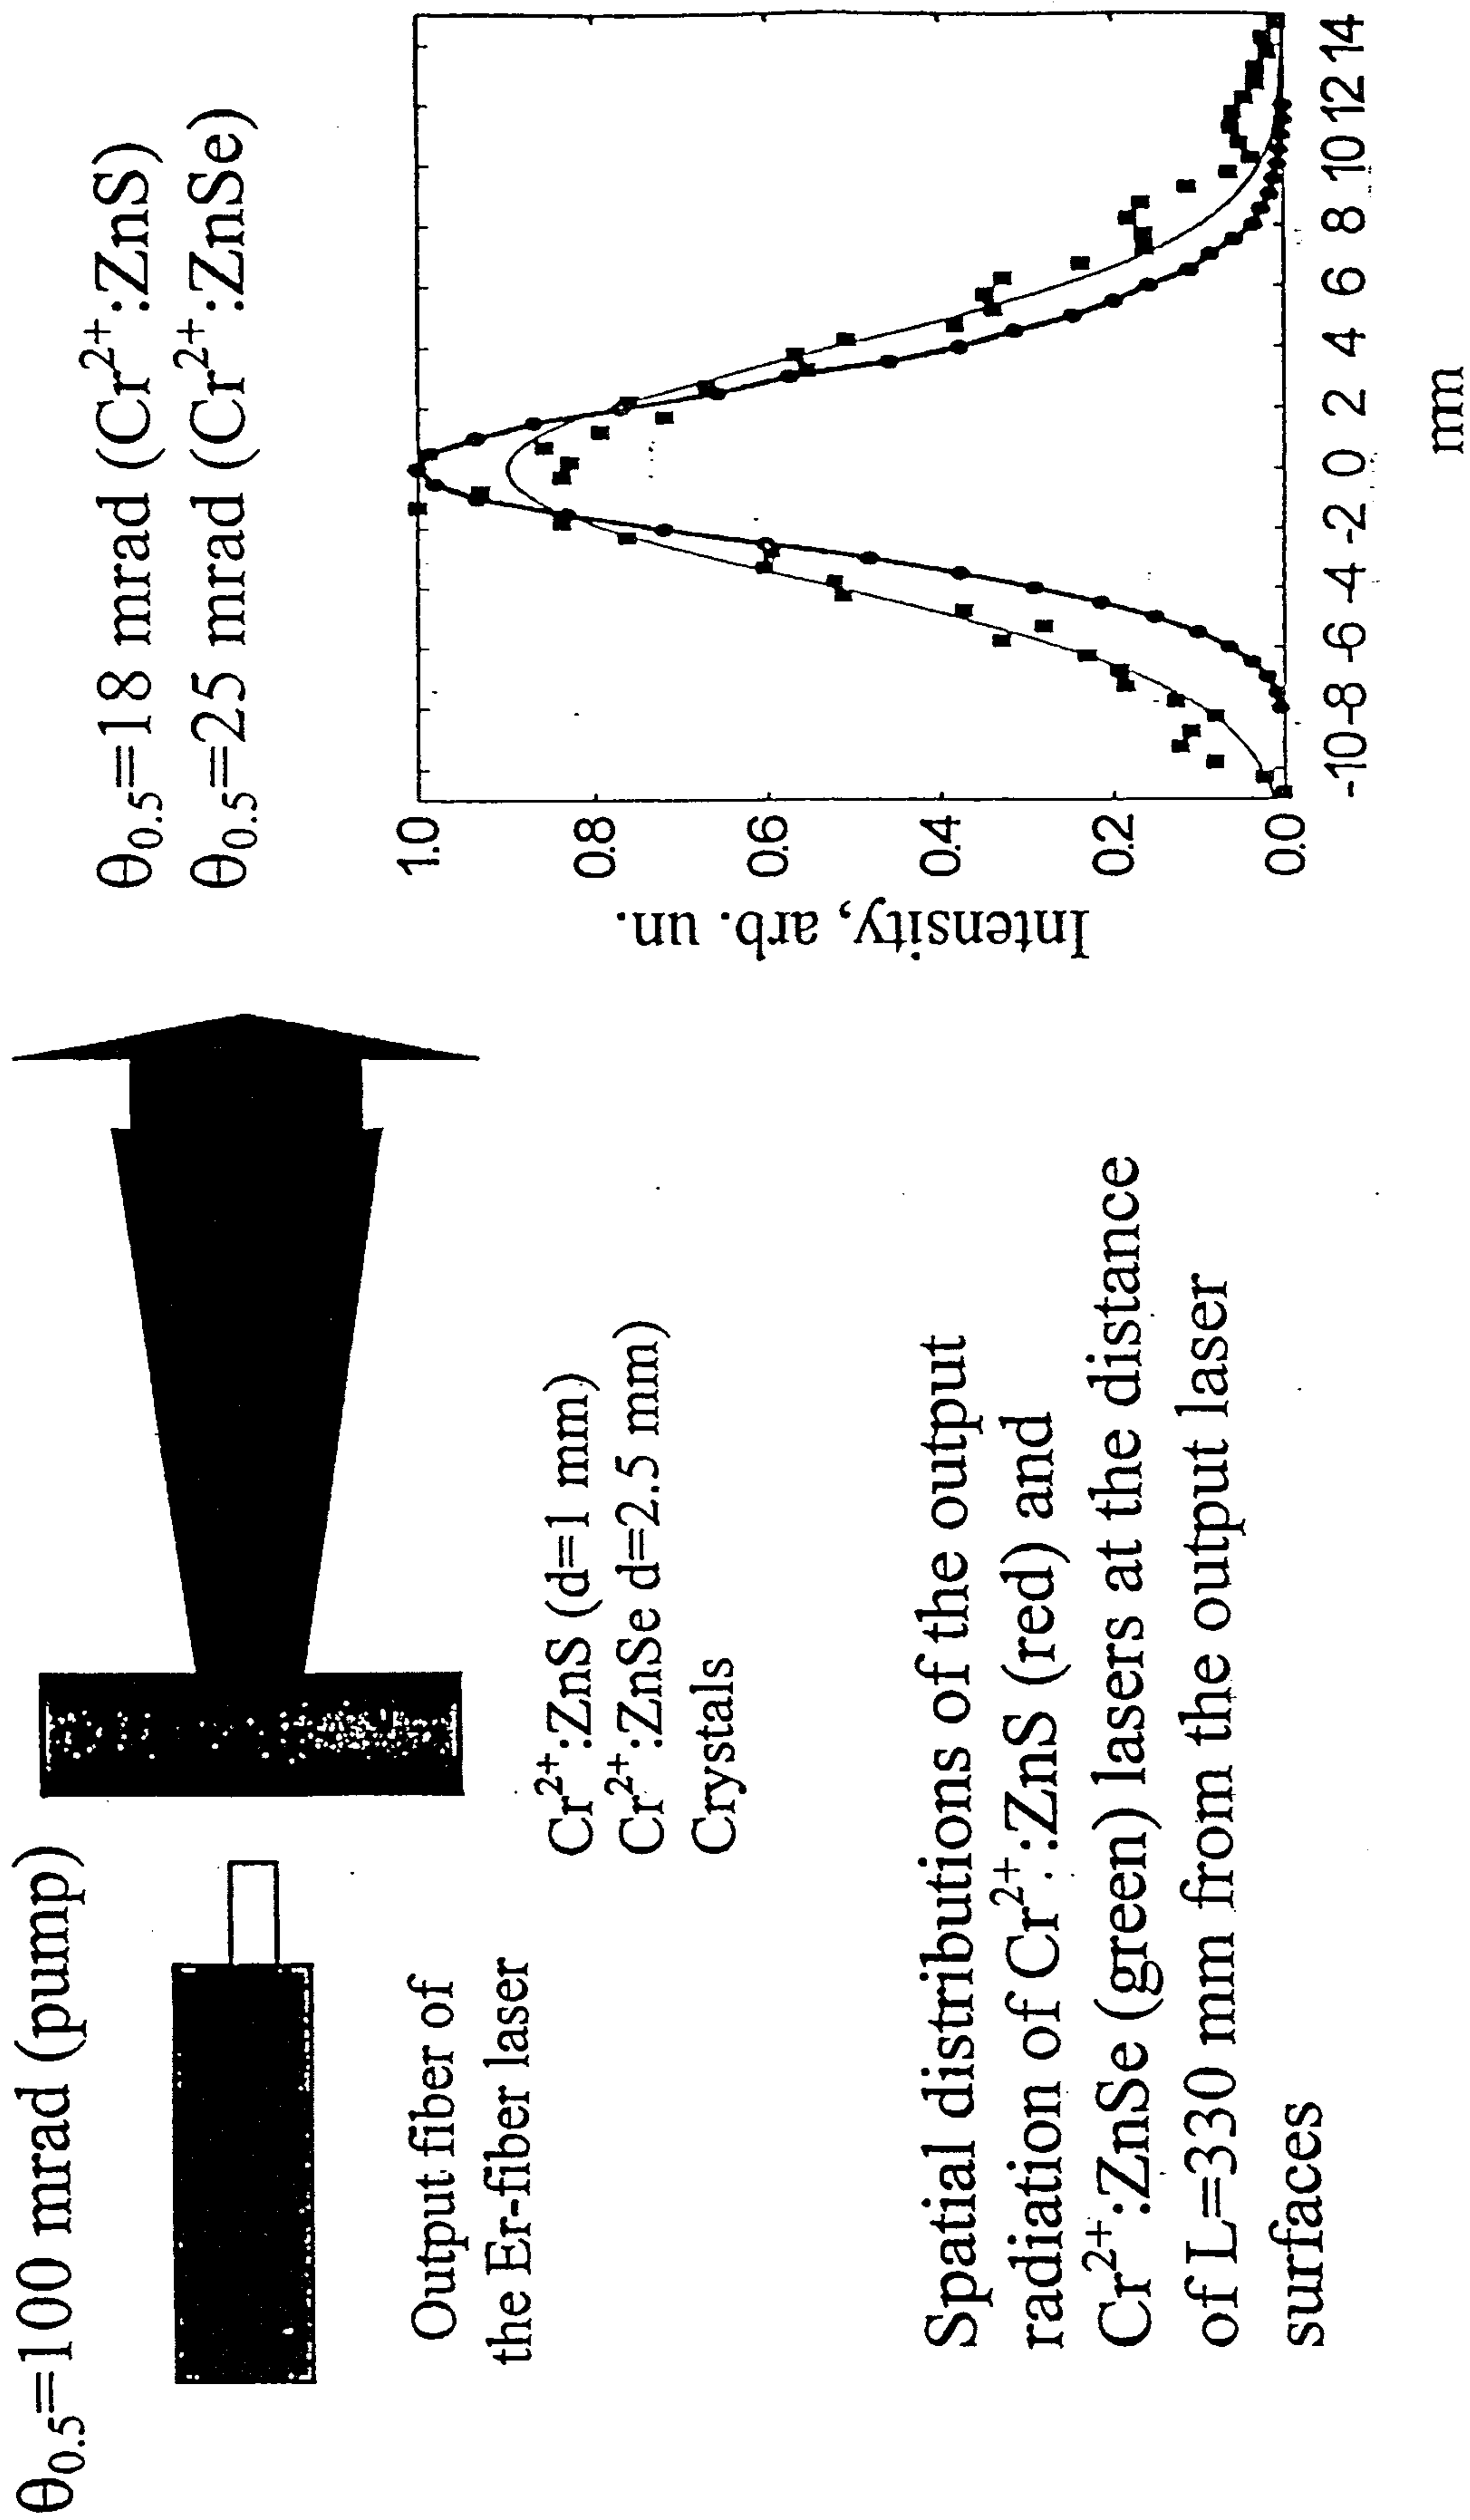 θ0.5=100 mrad (pump)
Output fiber of
the Er-fiber laser
Cr2+:ZnS (d=1 mm)
Cr2+:ZnSe d=2.5 mm)
Crystals
θ0.5=18 mrad (Cr2+:ZnS)
θ0.5=25 mrad (Cr2+:ZnSe)
Intensity, arb. un.
1.0
0.8
0.6
0.4
0.2
0.0
-10 -8 -6 -4 -2 0 2 4 6 8 10 12 14
mm
Spatial distributions of the output
radiation of Cr2+:ZnS (red) and
Cr2+:ZnSe (green) lasers at the distance
of L=330 mm from the output laser
surfaces